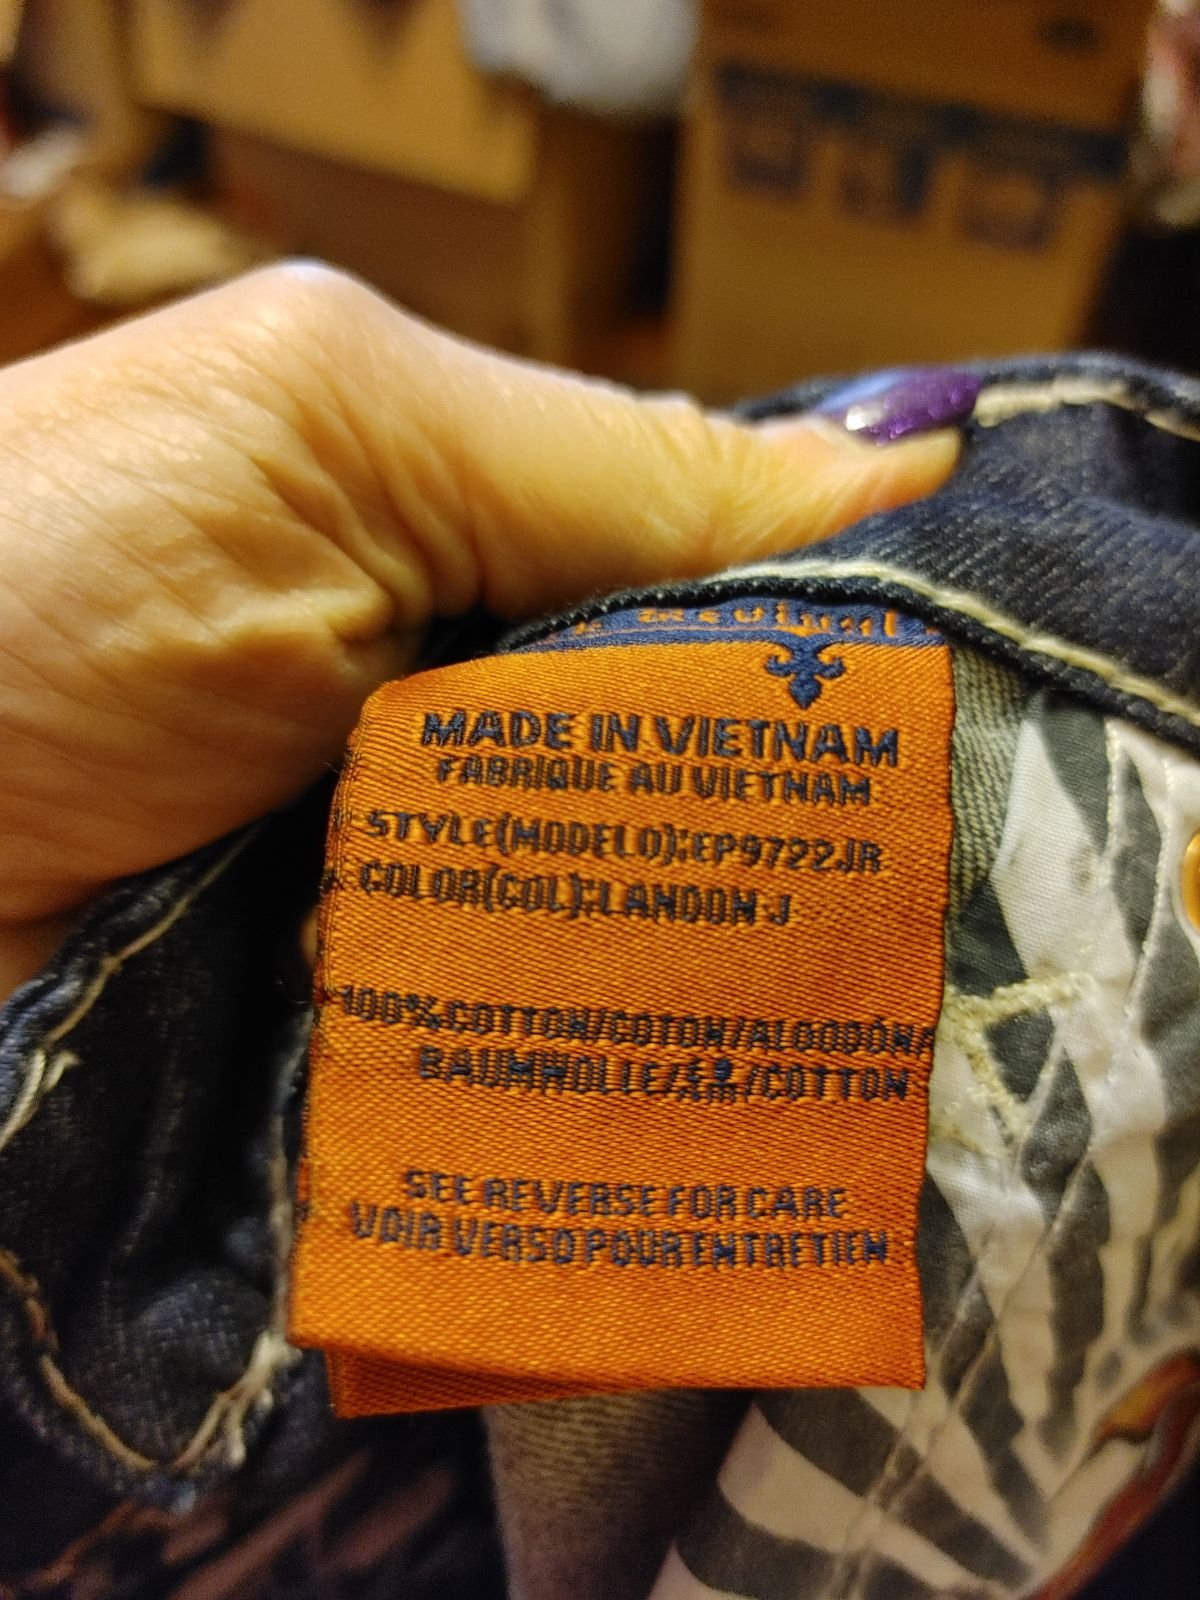 MADE IN VIETNAM
FABRIQUE AU VIETNAM
STYLE(MODELO):EP9722JR
COLOR(COL):LANDON J
100%COTTON/COTON/ALGODÓN/
BAUMWOLLE/綿/COTTON
SEE REVERSE FOR CARE
VOIR VERSO POUR ENTRETIEN